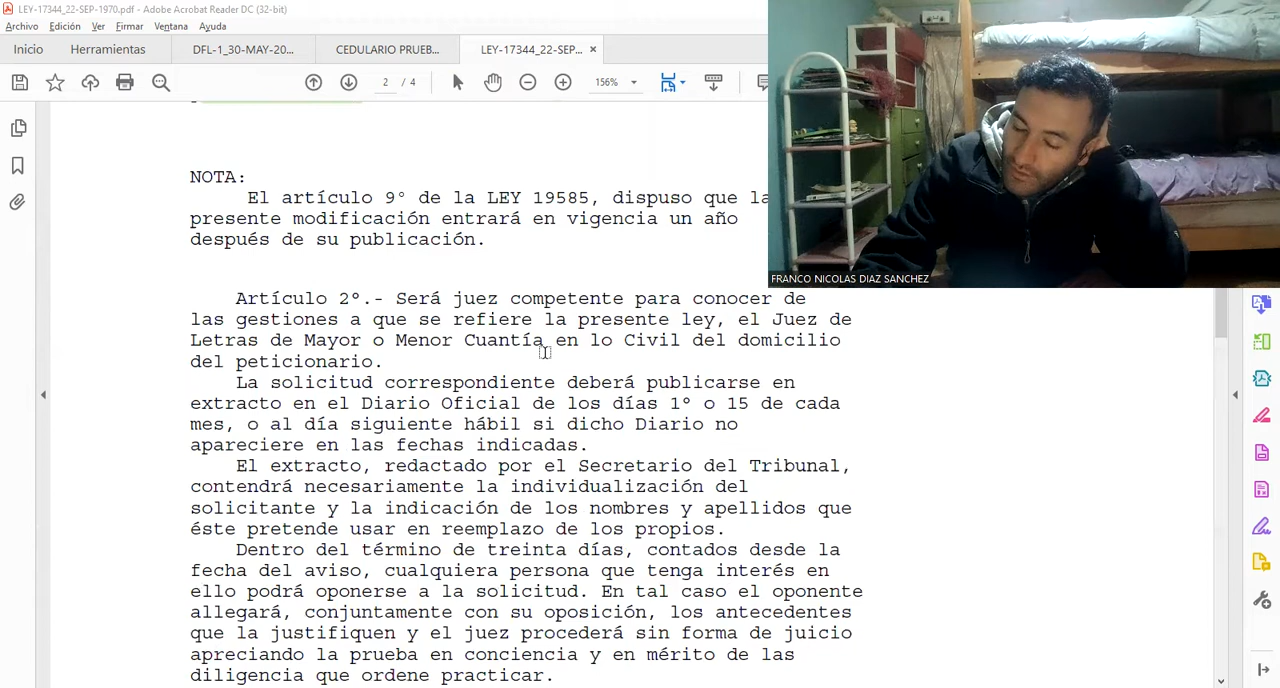 LEY-17344_22-SEP-1970.pdf - Adobe Acrobat Reader DC (32-bit)
Archivo Edición Ver Firmar Ventana Ayuda
Inicio Herramientas DFL-1_30-MAY-20... CEDULARIO PRUEB... LEY-17344_22-SEP... ×
2 / 4 156%
NOTA:
El artículo 9º de la LEY 19585, dispuso que la
presente modificación entrará en vigencia un año
después de su publicación.
FRANCO NICOLAS DIAZ SANCHEZ
Artículo 2º.- Será juez competente para conocer de
las gestiones a que se refiere la presente ley, el Juez de
Letras de Mayor o Menor Cuantía en lo Civil del domicilio
del peticionario.
La solicitud correspondiente deberá publicarse en
extracto en el Diario Oficial de los días 1º o 15 de cada
mes, o al día siguiente hábil si dicho Diario no
apareciere en las fechas indicadas.
El extracto, redactado por el Secretario del Tribunal,
contendrá necesariamente la individualización del
solicitante y la indicación de los nombres y apellidos que
éste pretende usar en reemplazo de los propios.
Dentro del término de treinta días, contados desde la
fecha del aviso, cualquiera persona que tenga interés en
ello podrá oponerse a la solicitud. En tal caso el oponente
allegará, conjuntamente con su oposición, los antecedentes
que la justifiquen y el juez procederá sin forma de juicio
apreciando la prueba en conciencia y en mérito de las
diligencia que ordene practicar.